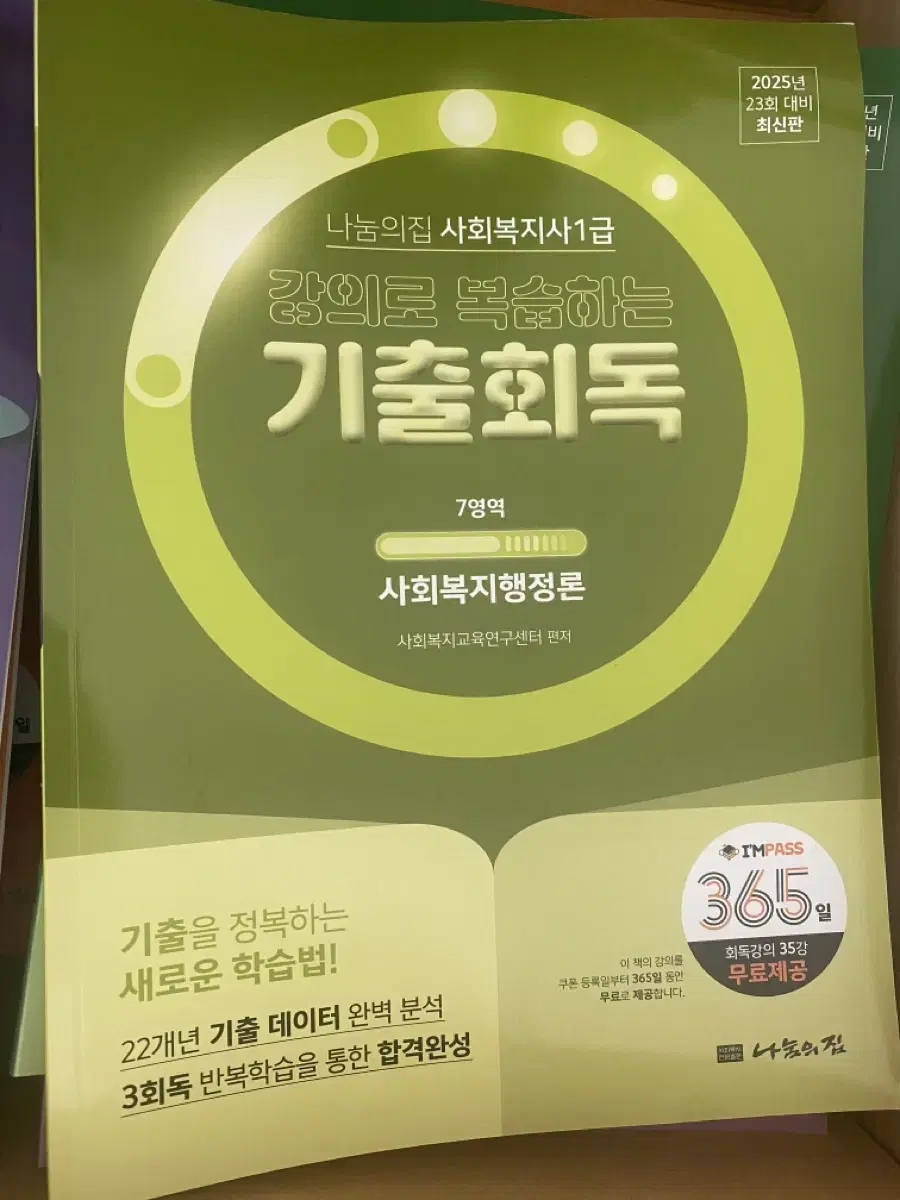 2025년
23회 대비
최신판
나눔의집 사회복지사1급
강의로 복습하는
기출회독
7영역
사회복지행정론
사회복지교육연구센터 편저
기출을 정복하는
새로운 학습법!
22개년 기출 데이터 완벽 분석
3회독 반복학습을 통한 합격완성
I'MPASS
365일
회독강의 35강
무료제공
이 책의 강의를
쿠폰 등록일부터 365일 동안
무료로 제공합니다.
나눔의집
년
비
일